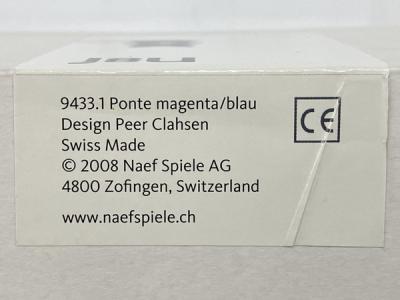 naef
9433.1 Ponte magenta/blau
Design Peer Clahsen
Swiss Made
© 2008 Naef Spiele AG
4800 Zofingen, Switzerland
www.naefspiele.ch
CE